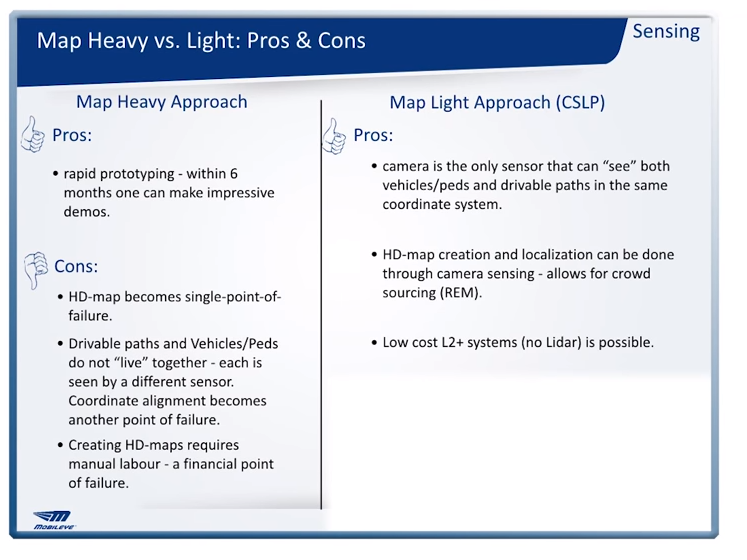 Map Heavy vs. Light: Pros & Cons
Sensing
Map Heavy Approach
Pros:
• rapid prototyping - within 6
months one can make impressive
demos.
Cons:
• HD-map becomes single-point-of-
failure.
• Drivable paths and Vehicles/Peds
do not “live” together - each is
seen by a different sensor.
Coordinate alignment becomes
another point of failure.
• Creating HD-maps requires
manual labour - a financial point
of failure.
Map Light Approach (CSLP)
Pros:
• camera is the only sensor that can “see” both
vehicles/peds and drivable paths in the same
coordinate system.
• HD-map creation and localization can be done
through camera sensing - allows for crowd
sourcing (REM).
• Low cost L2+ systems (no Lidar) is possible.
MOBILEYE